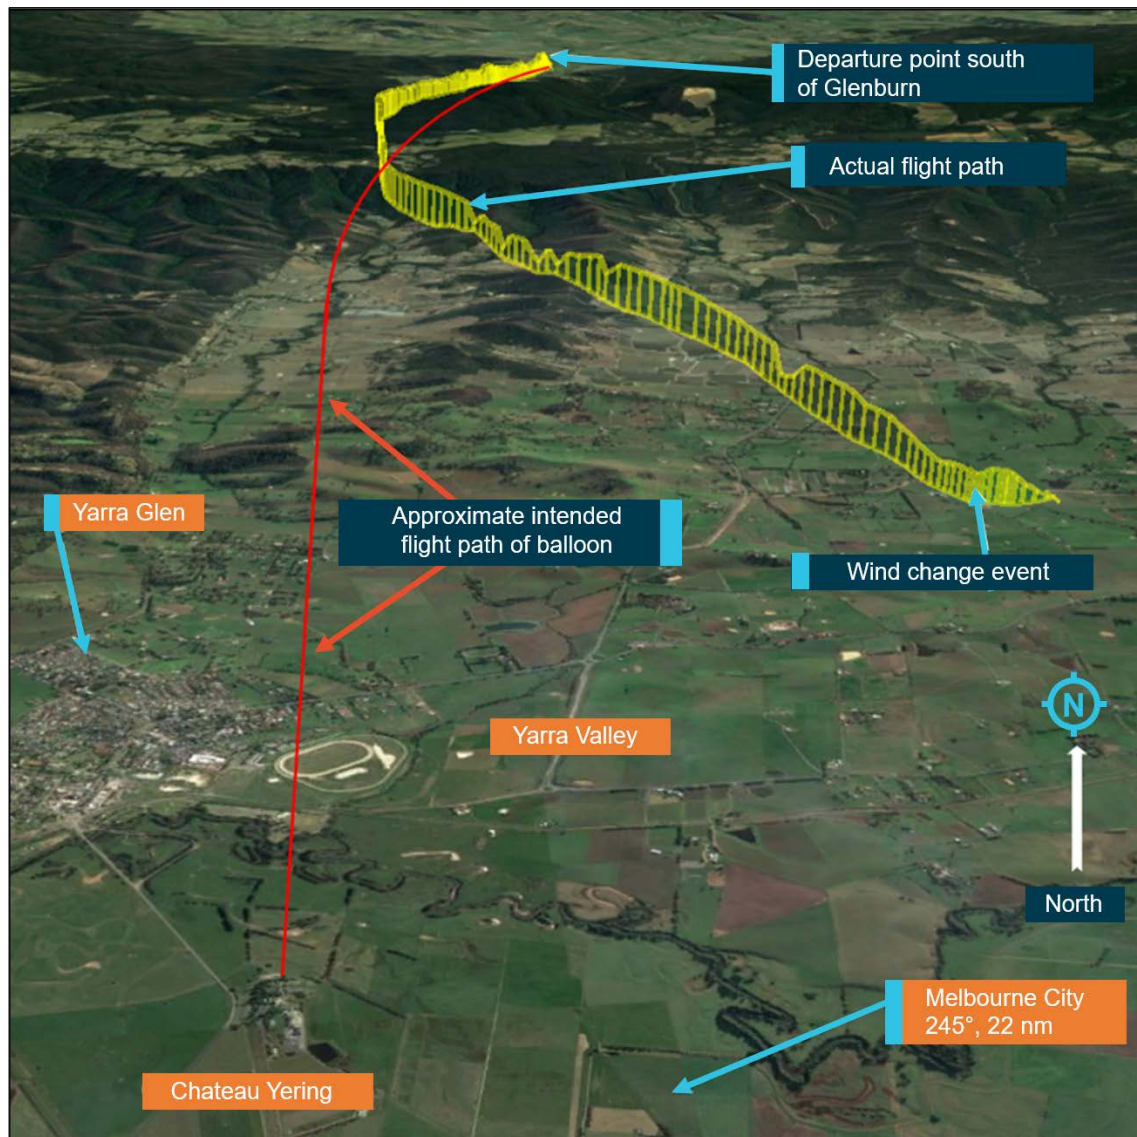 Departure point south
of Glenburn
Actual flight path
Yarra Glen
Approximate intended
flight path of balloon
Wind change event
Yarra Valley
N
North
Melbourne City
245°, 22 nm
Chateau Yering